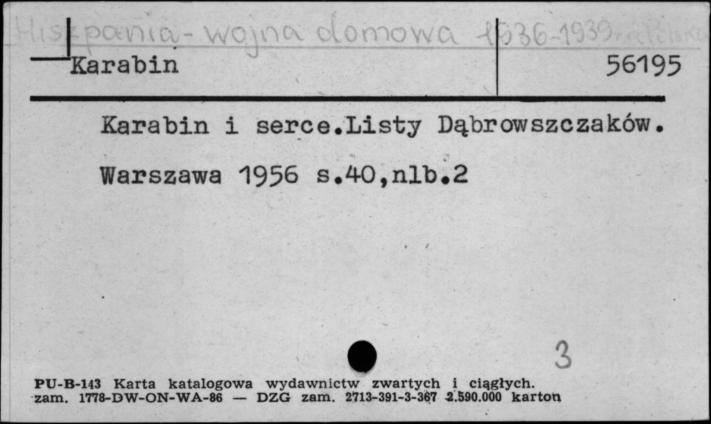 Hiszpania - wojna domowa 1936-1939
Karabin 56195
Karabin i serce.Listy Dąbrowszczaków.
Warszawa 1956 s.40,nlb.2
3
PU-B-143 Karta katalogowa wydawnictw zwartych i ciągłych.
zam. 1778-DW-ON-WA-86 — DZG zam. 2713-391-3-367 2.590.000 karton